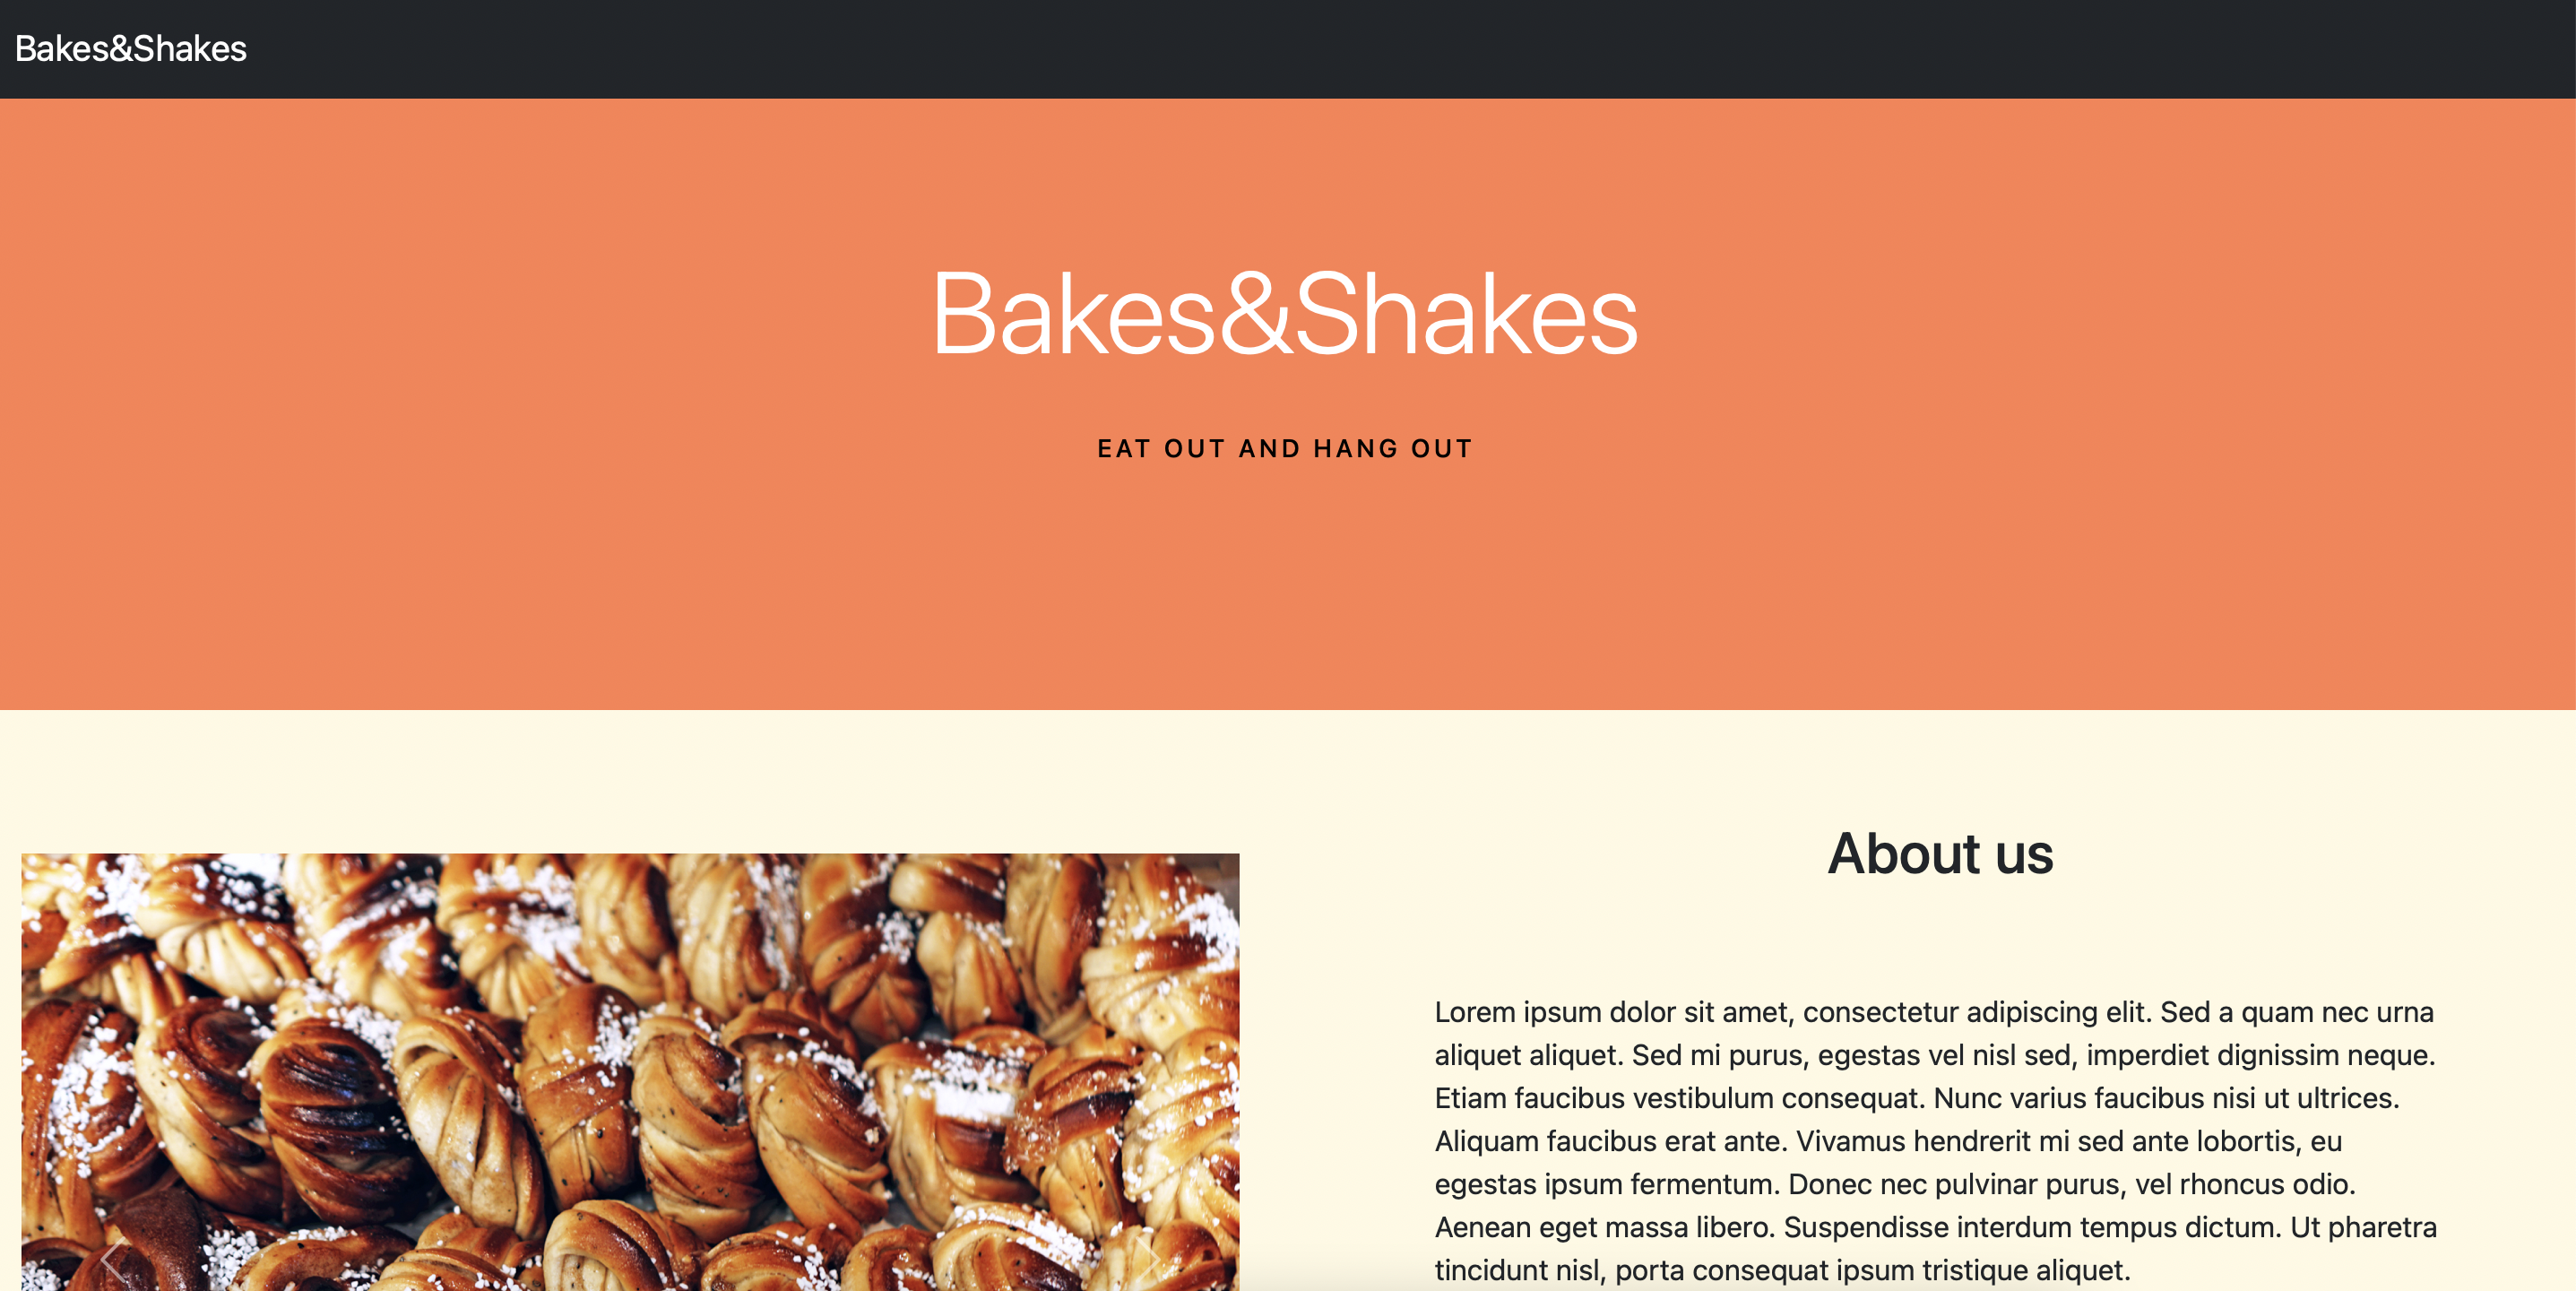 Bakes&Shakes
Bakes&Shakes
EAT OUT AND HANG OUT
About us
Lorem ipsum dolor sit amet, consectetur adipiscing elit. Sed a quam nec urna
aliquet aliquet. Sed mi purus, egestas vel nisl sed, imperdiet dignissim neque.
Etiam faucibus vestibulum consequat. Nunc varius faucibus nisi ut ultrices.
Aliquam faucibus erat ante. Vivamus hendrerit mi sed ante lobortis, eu
egestas ipsum fermentum. Donec nec pulvinar purus, vel rhoncus odio.
Aenean eget massa libero. Suspendisse interdum tempus dictum. Ut pharetra
tincidunt nisl, porta consequat ipsum tristique aliquet.